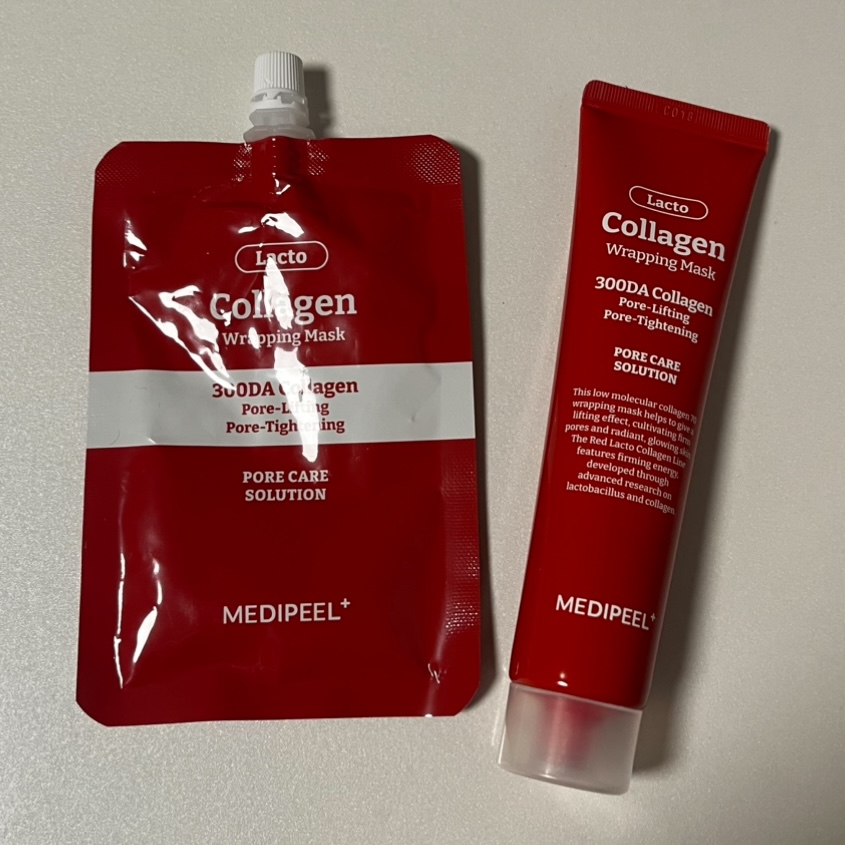 Lacto
Collagen
Wrapping Mask
300DA Collagen
Pore-Lifting
Pore-Tightening
PORE CARE
SOLUTION
MEDIPEEL+
Lacto
Collagen
Wrapping Mask
300DA Collagen
Pore-Lifting
Pore-Tightening
PORE CARE
SOLUTION
This low molecular collagen
wrapping mask helps to give a
lifting effect, cultivating firm
pores and radiant, glowing skin.
The Red Lacto Collagen Line
features firming energy,
developed through
advanced research on
lactobacillus and collagen.
MEDIPEEL+